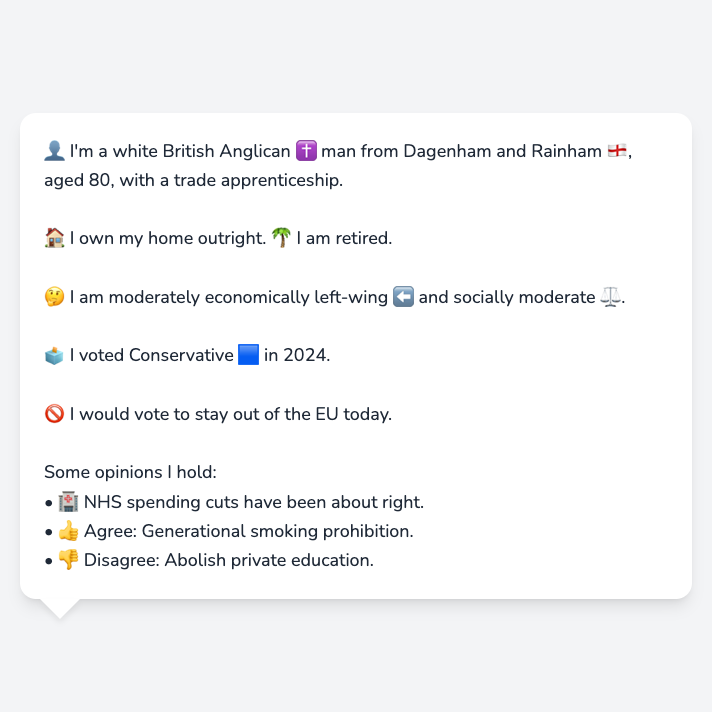 👤 I'm a white British Anglican ✝️ man from Dagenham and Rainham 🏴󠁧󠁢󠁥󠁮󠁧󠁿,
aged 80, with a trade apprenticeship.
🏠 I own my home outright. 🌴 I am retired.
🤔 I am moderately economically left-wing ⬅️ and socially moderate ⚖️.
🗳️ I voted Conservative 🟦 in 2024.
🚫 I would vote to stay out of the EU today.
Some opinions I hold:
• 🏥 NHS spending cuts have been about right.
• 👍 Agree: Generational smoking prohibition.
• 👎 Disagree: Abolish private education.